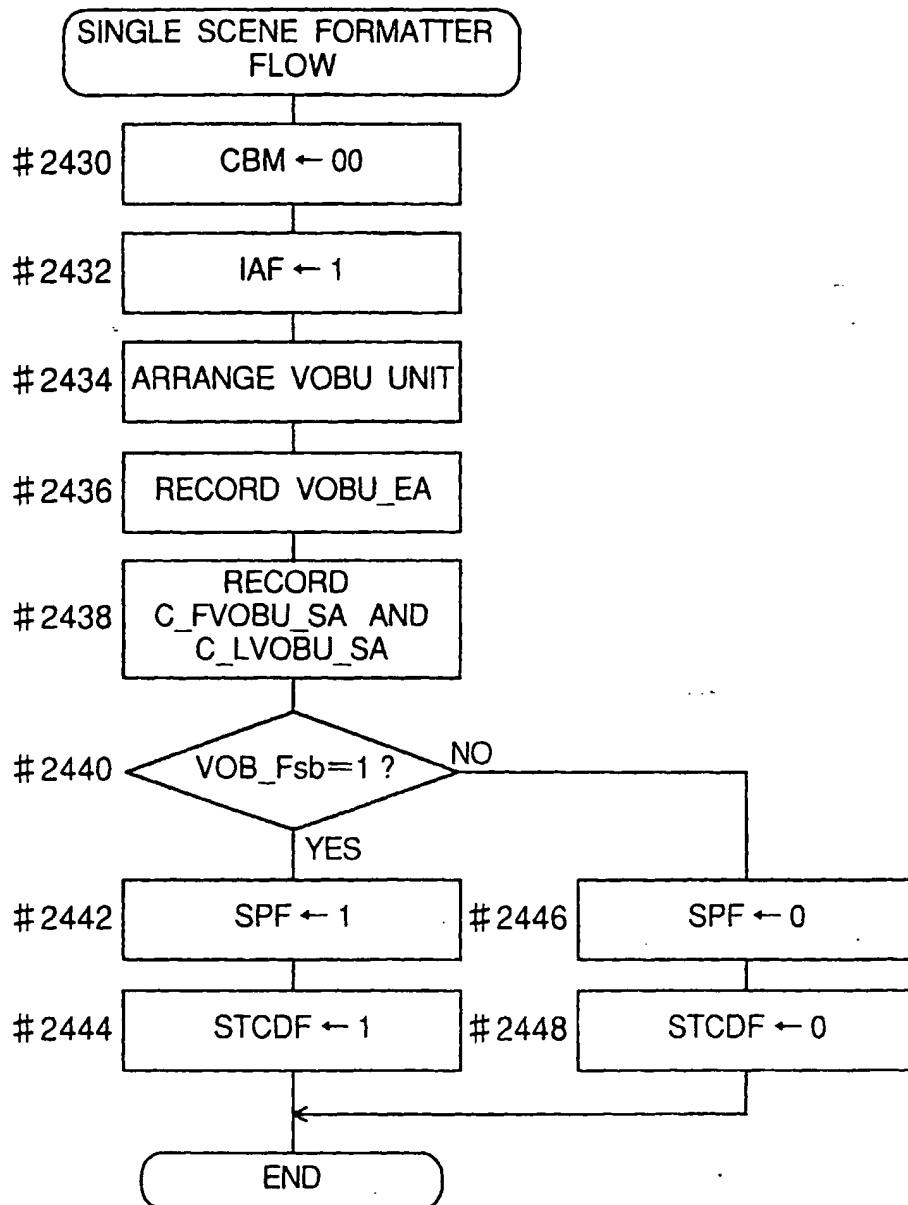 SINGLE SCENE FORMATTER
FLOW
#2430
CBM ← 00
#2432
IAF ← 1
#2434
ARRANGE VOBU UNIT
#2436
RECORD VOBU_EA
#2438
RECORD
C_FVOBU_SA AND
C_LVOBU_SA
#2440
VOB_Fsb=1 ?
NO
YES
#2442
SPF ← 1
#2446
SPF ← 0
#2444
STCDF ← 1
#2448
STCDF ← 0
END